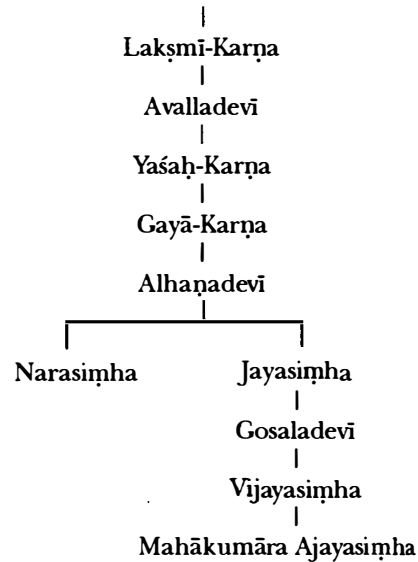 Lakṣmī-Karṇa
Avalladevī
Yaśaḥ-Karṇa
Gayā-Karṇa
Alhaṇadevī
Narasiṃha Jayasiṃha
Gosaladevī
Vijayasiṃha
Mahākumāra Ajayasiṃha